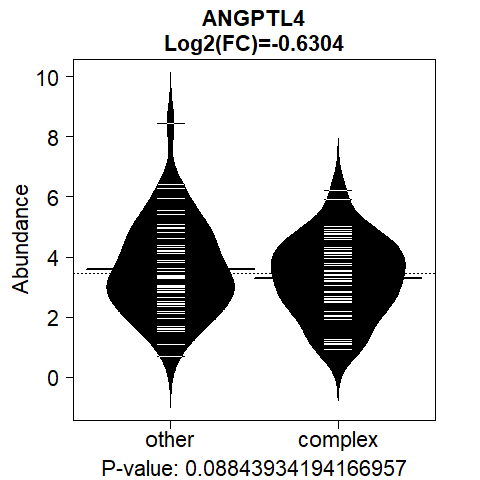 ANGPTL4
Log2(FC)=-0.6304
Abundance
10
8
6
4
2
0
other
complex
P-value: 0.08843934194166957